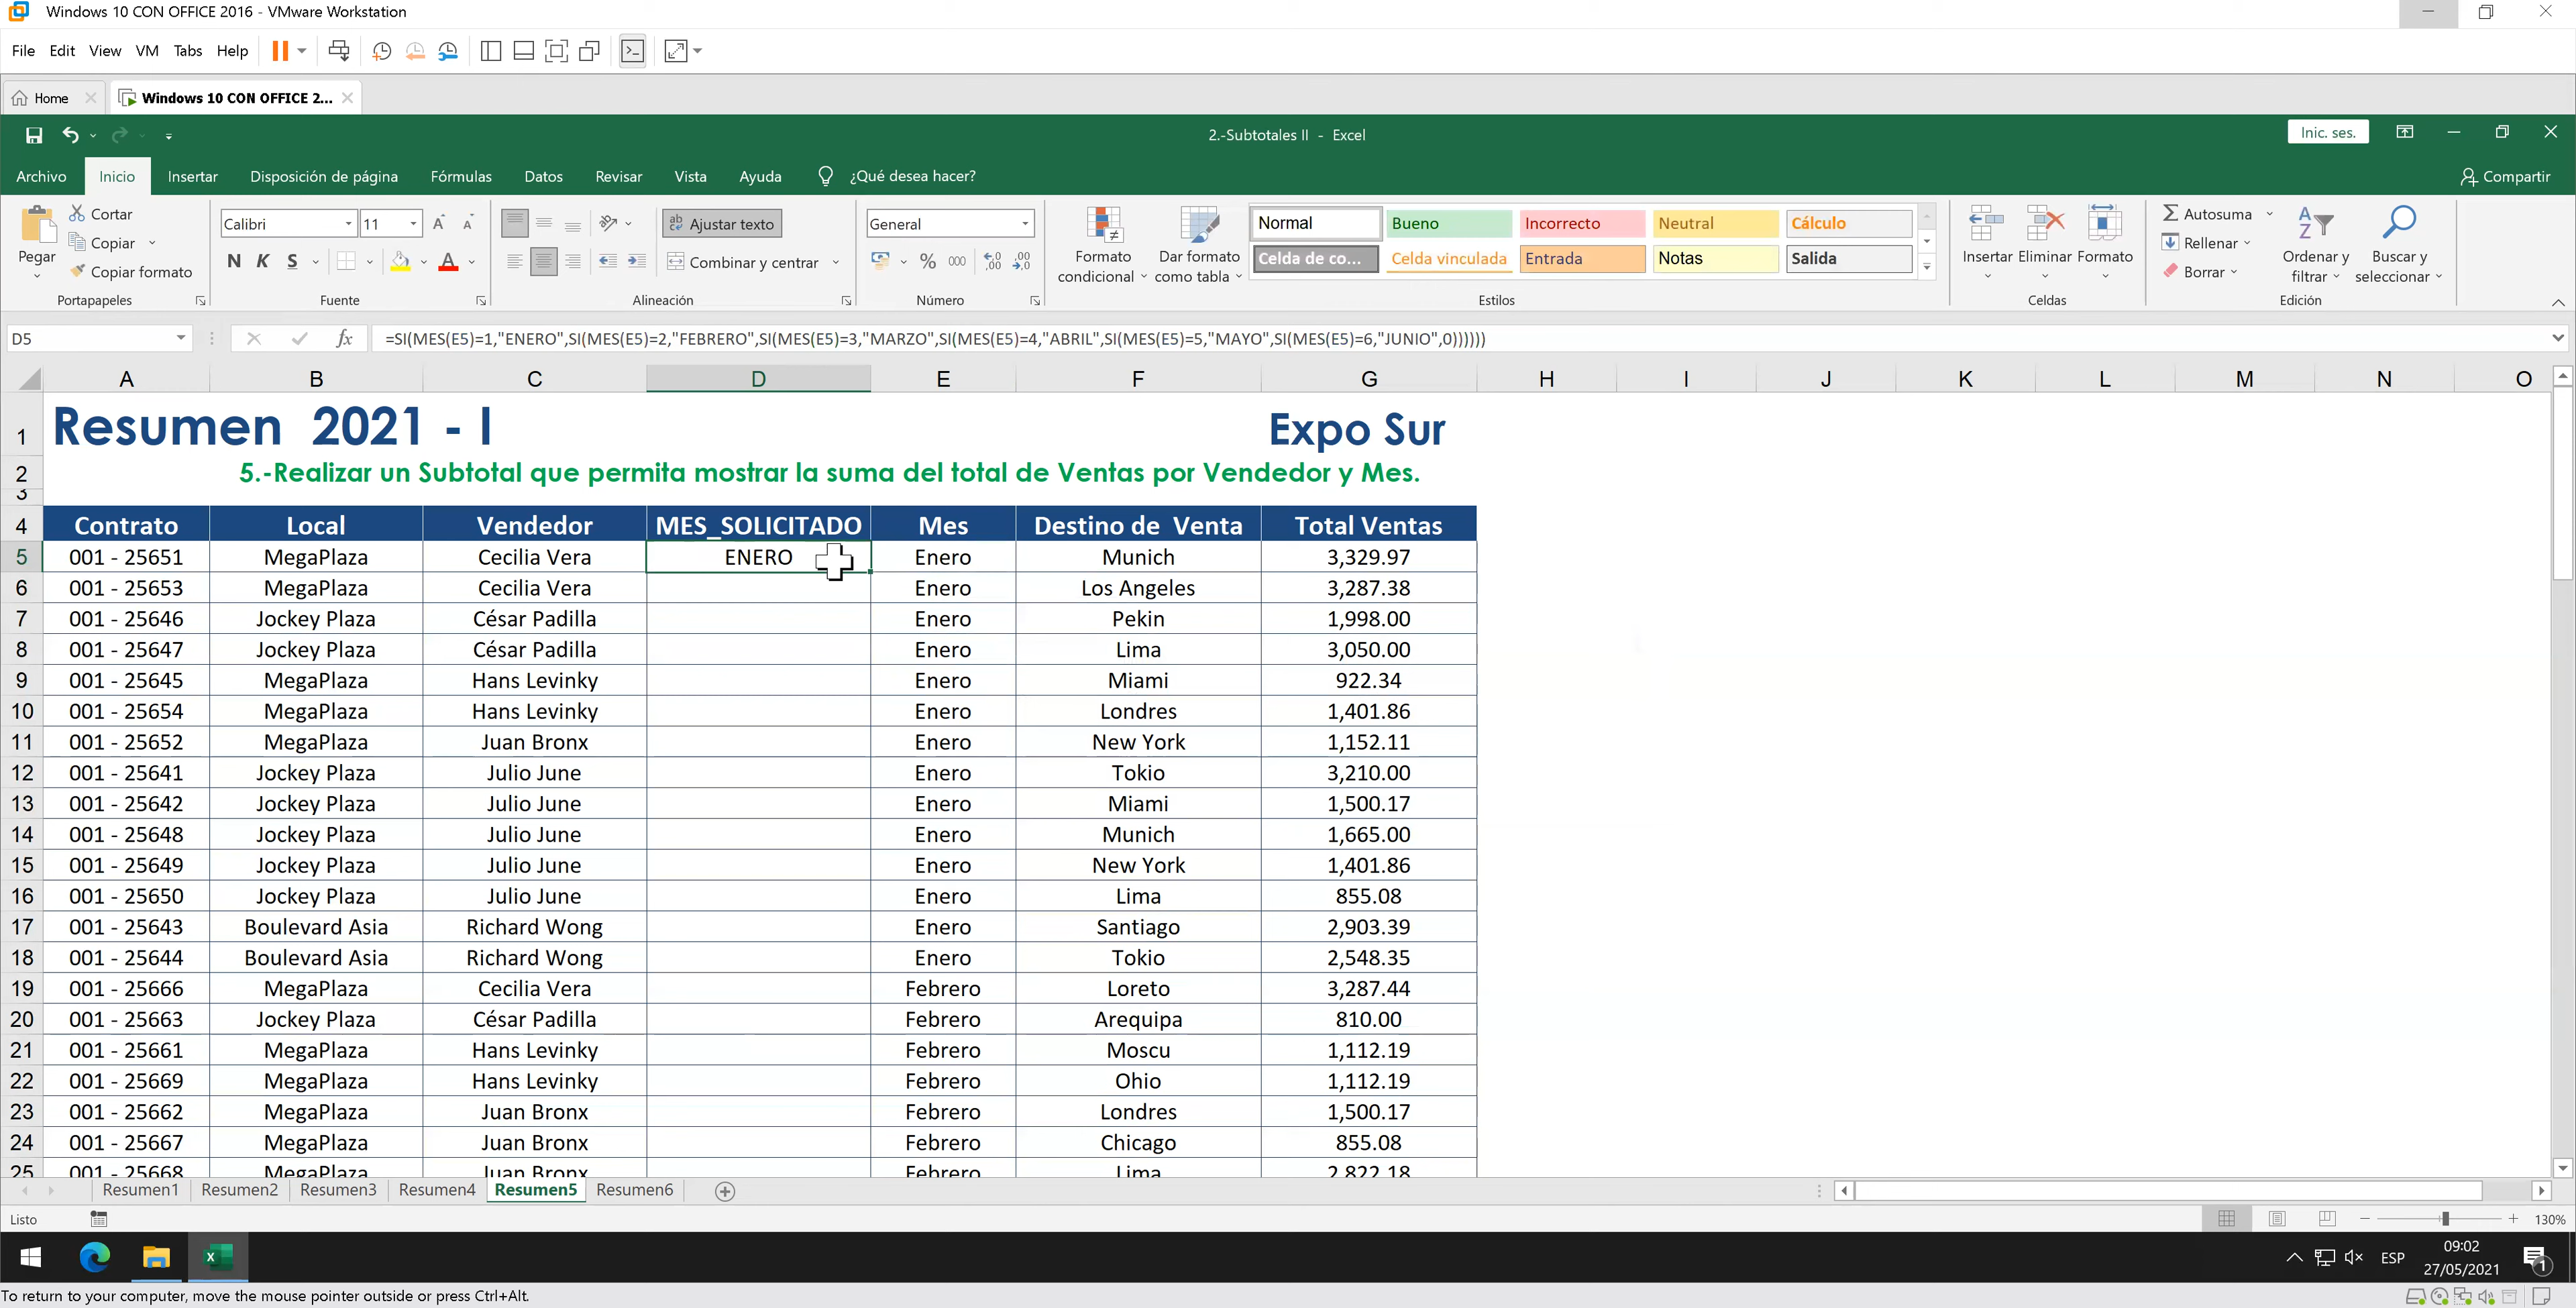 Windows 10 CON OFFICE 2016 - VMware Workstation
File Edit View VM Tabs Help
Home Windows 10 CON OFFICE 2...
2.-Subtotales II - Excel Inic. ses.
Archivo Inicio Insertar Disposición de página Fórmulas Datos Revisar Vista Ayuda ¿Qué desea hacer? Compartir
Pegar Cortar Copiar Copiar formato Portapapeles
Calibri 11 N K S Fuente
Ajustar texto Combinar y centrar Alineación
General % 000 Número
Formato condicional Dar formato como tabla
Normal Bueno Incorrecto Neutral Cálculo
Celda de co... Celda vinculada Entrada Notas Salida
Estilos
Insertar Eliminar Formato Celdas
Autosuma Rellenar Borrar Ordenar y filtrar Buscar y seleccionar Edición
D5 fx =SI(MES(E5)=1,"ENERO",SI(MES(E5)=2,"FEBRERO",SI(MES(E5)=3,"MARZO",SI(MES(E5)=4,"ABRIL",SI(MES(E5)=5,"MAYO",SI(MES(E5)=6,"JUNIO",0))))))
A B C D E F G H I J K L M N O
1 Resumen 2021 - I Expo Sur
2 5.-Realizar un Subtotal que permita mostrar la suma del total de Ventas por Vendedor y Mes.
3
4 Contrato Local Vendedor MES_SOLICITADO Mes Destino de Venta Total Ventas
5 001 - 25651 MegaPlaza Cecilia Vera ENERO Enero Munich 3,329.97
6 001 - 25653 MegaPlaza Cecilia Vera Enero Los Angeles 3,287.38
7 001 - 25646 Jockey Plaza César Padilla Enero Pekin 1,998.00
8 001 - 25647 Jockey Plaza César Padilla Enero Lima 3,050.00
9 001 - 25645 MegaPlaza Hans Levinky Enero Miami 922.34
10 001 - 25654 MegaPlaza Hans Levinky Enero Londres 1,401.86
11 001 - 25652 MegaPlaza Juan Bronx Enero New York 1,152.11
12 001 - 25641 Jockey Plaza Julio June Enero Tokio 3,210.00
13 001 - 25642 Jockey Plaza Julio June Enero Miami 1,500.17
14 001 - 25648 Jockey Plaza Julio June Enero Munich 1,665.00
15 001 - 25649 Jockey Plaza Julio June Enero New York 1,401.86
16 001 - 25650 Jockey Plaza Julio June Enero Lima 855.08
17 001 - 25643 Boulevard Asia Richard Wong Enero Santiago 2,903.39
18 001 - 25644 Boulevard Asia Richard Wong Enero Tokio 2,548.35
19 001 - 25666 MegaPlaza Cecilia Vera Febrero Loreto 3,287.44
20 001 - 25663 Jockey Plaza César Padilla Febrero Arequipa 810.00
21 001 - 25661 MegaPlaza Hans Levinky Febrero Moscu 1,112.19
22 001 - 25669 MegaPlaza Hans Levinky Febrero Ohio 1,112.19
23 001 - 25662 MegaPlaza Juan Bronx Febrero Londres 1,500.17
24 001 - 25667 MegaPlaza Juan Bronx Febrero Chicago 855.08
25 001 - 25668 MegaPlaza Juan Bronx Febrero Lima 2,822.18
Resumen1 Resumen2 Resumen3 Resumen4 Resumen5 Resumen6
Listo 130%
ESP 09:02
27/05/2021
To return to your computer, move the mouse pointer outside or press Ctrl+Alt.